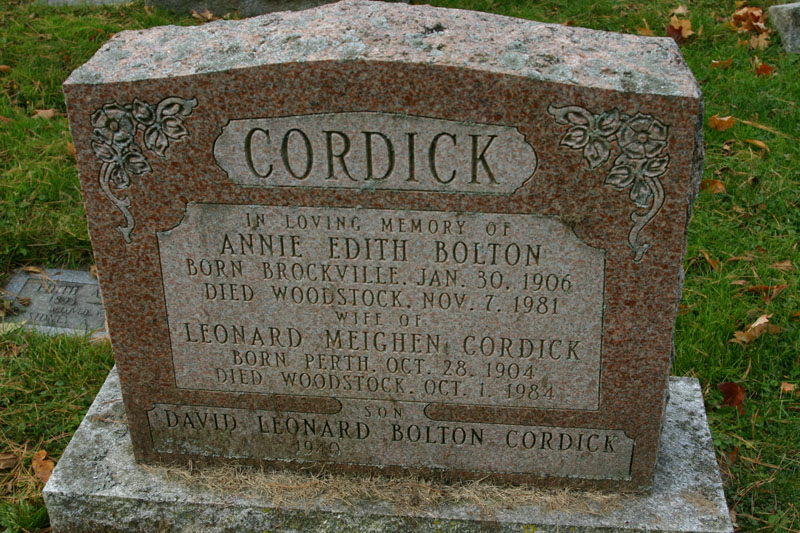 CORDICK
IN LOVING MEMORY OF
ANNIE EDITH BOLTON
BORN BROCKVILLE, JAN. 30, 1906
DIED WOODSTOCK, NOV. 7, 1981
WIFE OF
LEONARD MEIGHEN CORDICK
BORN PERTH, OCT. 28, 1904
DIED WOODSTOCK, OCT. 1, 1984
SON
DAVID LEONARD BOLTON CORDICK
1940
EDITH